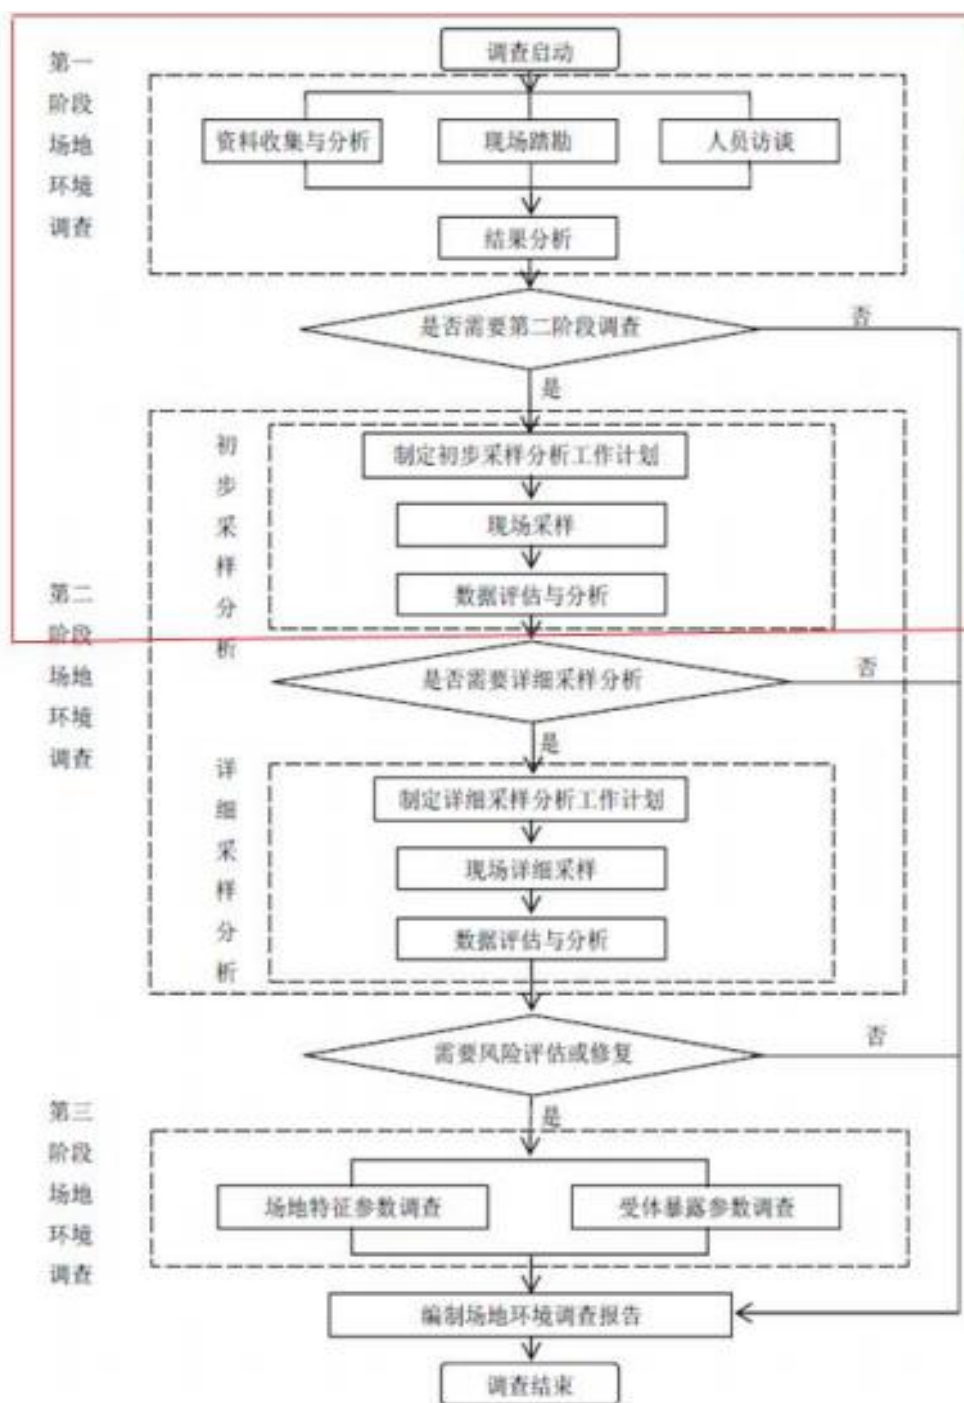 调查启动
第一
阶段
场地
环境
调查
资料收集与分析
现场踏勘
人员访谈
结果分析
是否需要第二阶段调查
否
是
初步采样分析
制定初步采样分析工作计划
现场采样
数据评估与分析
第二
阶段
场地
环境
调查
是否需要详细采样分析
否
是
详细采样分析
制定详细采样分析工作计划
现场详细采样
数据评估与分析
需要风险评估或修复
否
是
第三
阶段
场地
环境
调查
场地特征参数调查
受体暴露参数调查
编制场地环境调查报告
调查结束